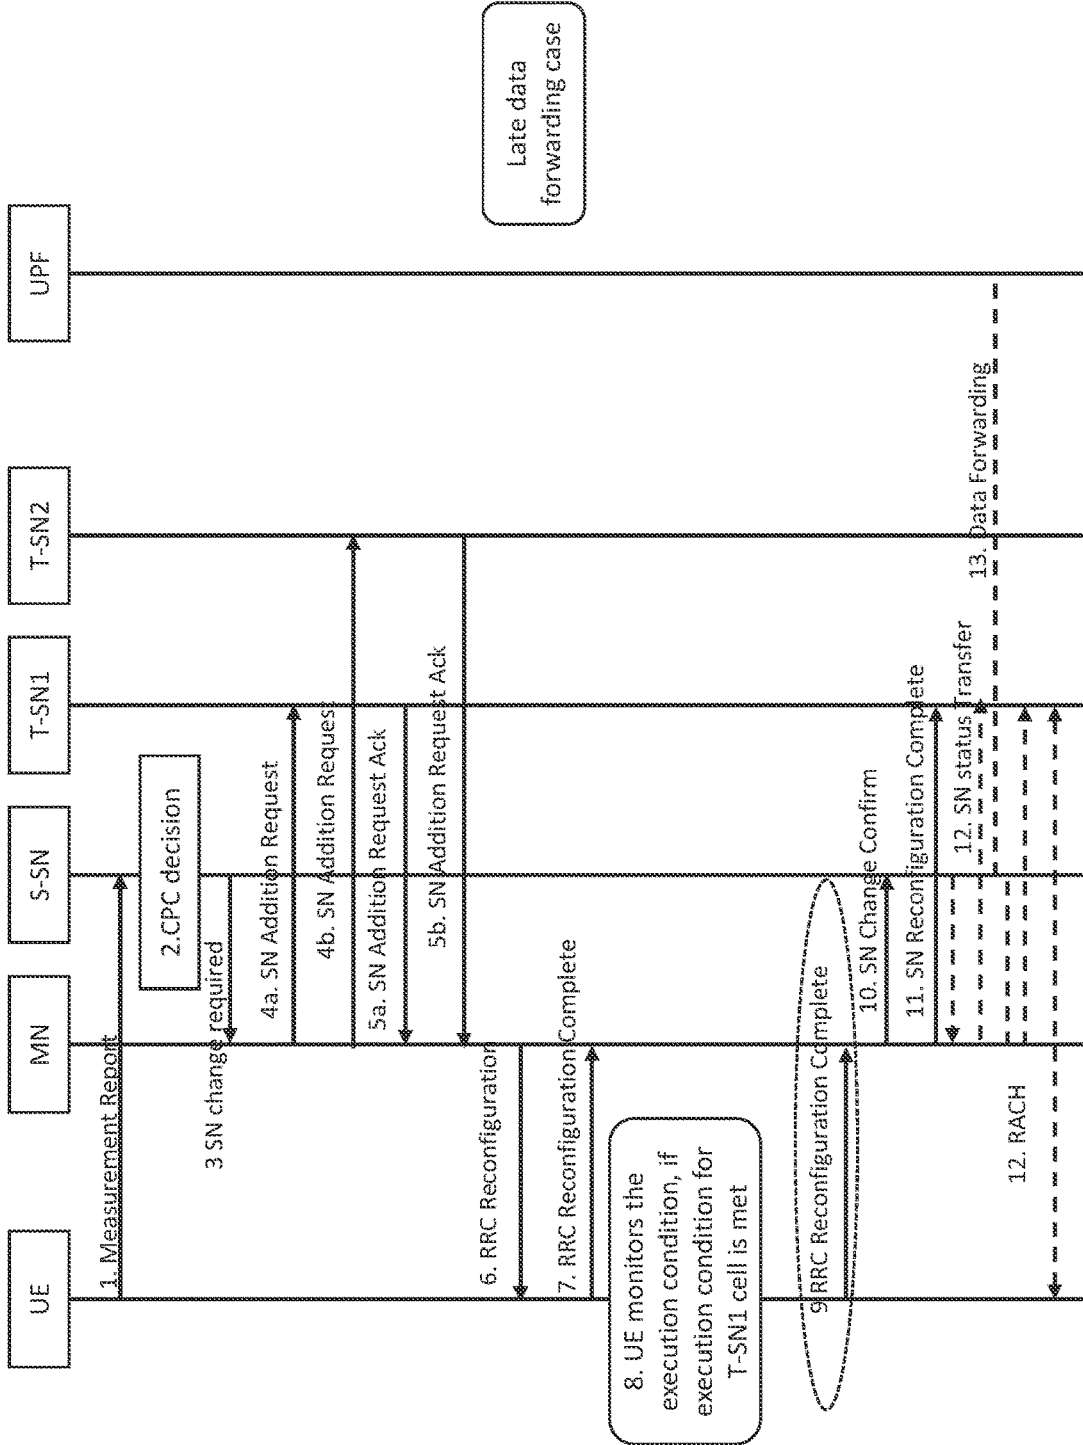 UE
MN
S-SN
T-SN1
T-SN2
UPF
1. Measurement Report
2.CPC decision
3 SN change required
4a. SN Addition Request
4b. SN Addition Request
5a. SN Addition Request Ack
5b. SN Addition Request Ack
6. RRC Reconfiguration
7. RRC Reconfiguration Complete
Late data
forwarding case
8. UE monitors the
execution condition, if
execution condition for
T-SN1 cell is met
9 RRC Reconfiguration Complete
10. SN Change Confirm
11. SN Reconfiguration Complete
12. SN status Transfer
13. Data Forwarding
12. RACH